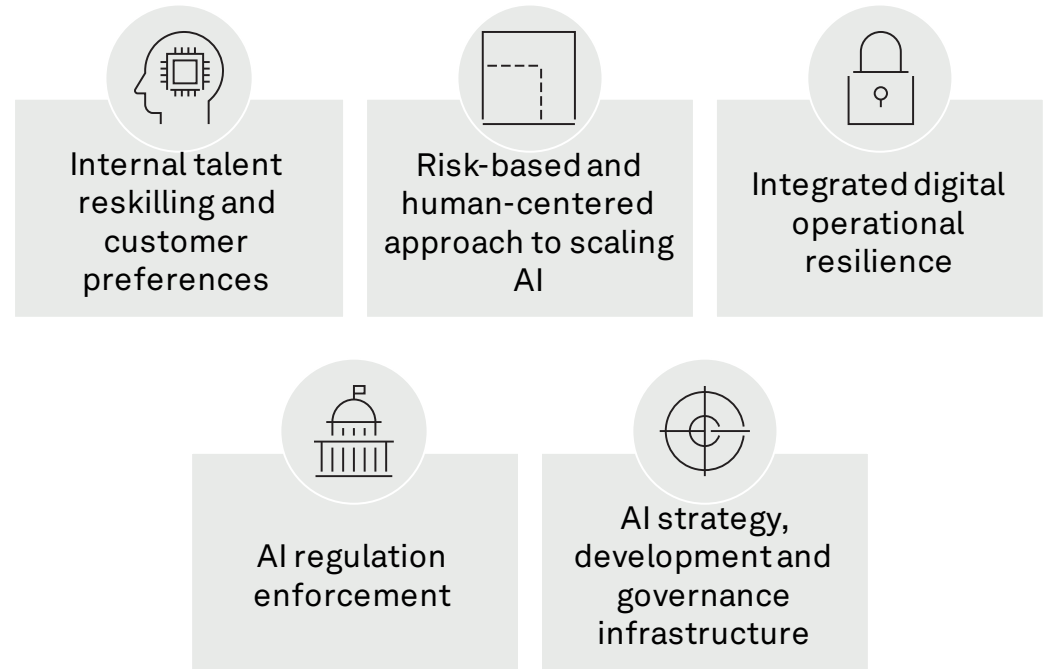 Internal talent
reskilling and
customer
preferences
Risk-based and
human-centered
approach to scaling
AI
Integrated digital
operational
resilience
AI regulation
enforcement
AI strategy,
development and
governance
infrastructure